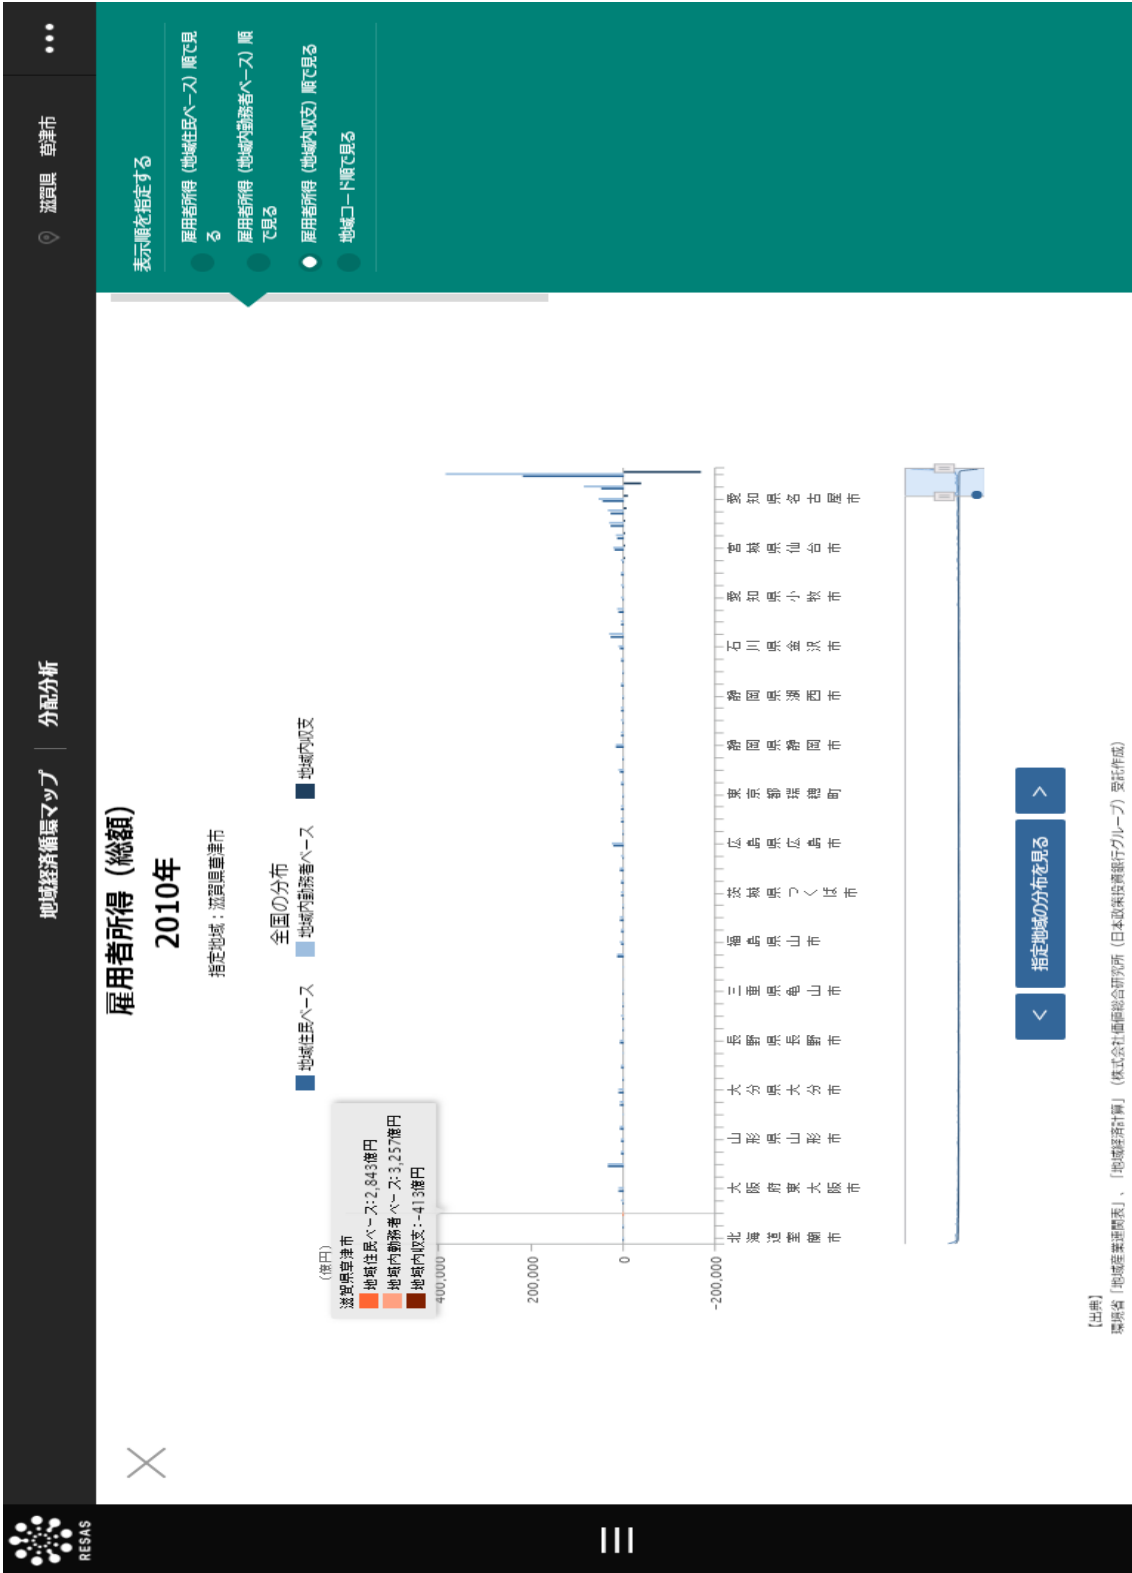 RESAS
地域経済循環マップ | 分配分析
滋賀県 草津市
雇用者所得（総額）
2010年
指定地域：滋賀県草津市
全国の分布
地域住民ベース 地域内勤務者ベース 地域内収支
（億円）
滋賀県草津市
地域住民ベース:2,843億円
地域内勤務者ベース:3,257億円
地域内収支:-413億円
400,000
200,000
0
-200,000
北海道室蘭市
大阪府東大阪市
山形県山形市
大分県大分市
長野県長野市
三重県亀山市
福島県山市
茨城県つくば市
広島県広島市
東京都瑞穂町
静岡県静岡市
静岡県湖西市
石川県金沢市
愛知県小牧市
宮城県仙台市
愛知県名古屋市
< 指定地域の分布を見る >
【出典】
環境省「地域産業連関表」、「地域経済計算」（株式会社価値総合研究所（日本政策投資銀行グループ）受託作成）
表示順を指定する
雇用者所得（地域住民ベース）順で見
る
雇用者所得（地域内勤務者ベース）順
で見る
雇用者所得（地域内収支）順で見る
地域コード順で見る